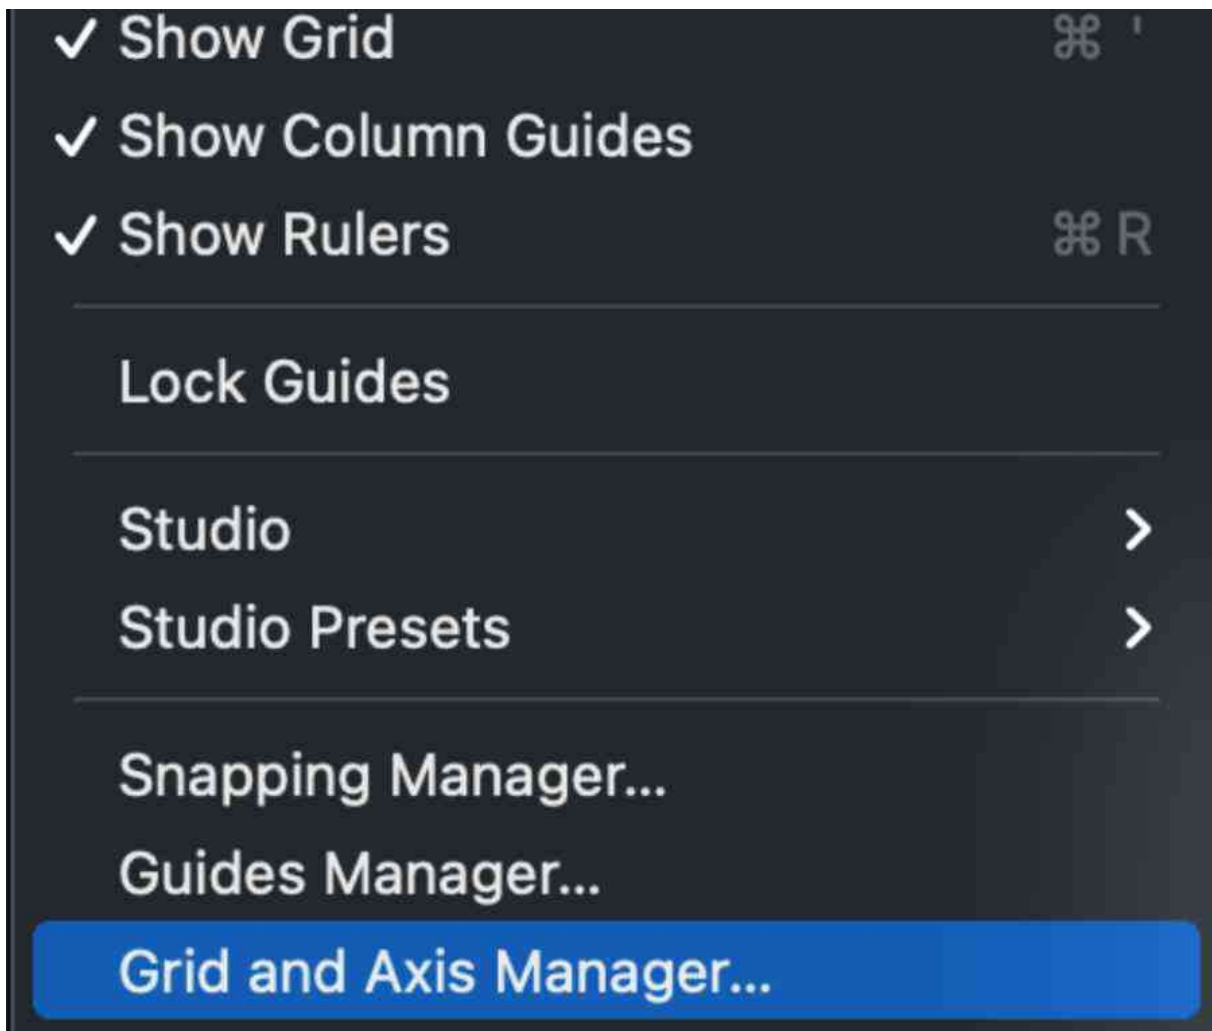 ✓ Show Grid ⌘ '
✓ Show Column Guides
✓ Show Rulers ⌘ R
Lock Guides
Studio >
Studio Presets >
Snapping Manager...
Guides Manager...
Grid and Axis Manager...